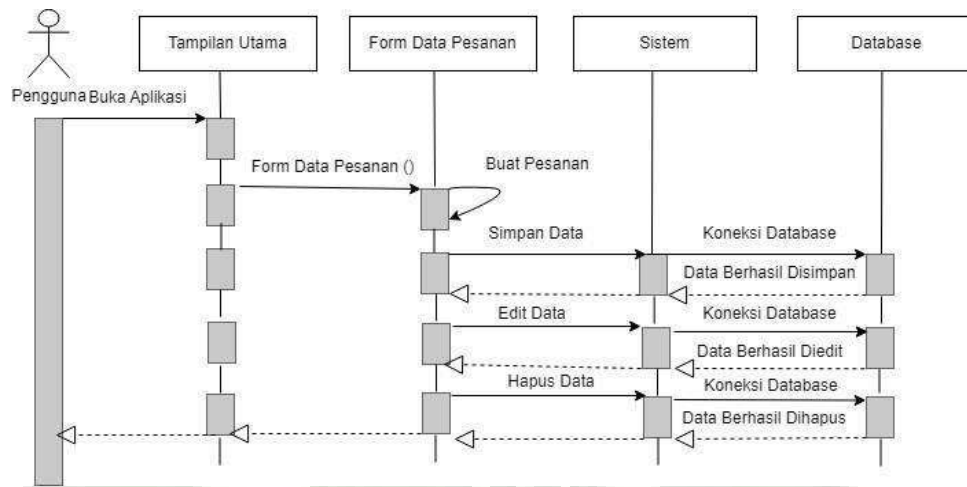 Tampilan Utama
Form Data Pesanan
Sistem
Database
Pengguna
Buka Aplikasi
Form Data Pesanan ()
Buat Pesanan
Simpan Data
Koneksi Database
Data Berhasil Disimpan
Edit Data
Koneksi Database
Data Berhasil Diedit
Hapus Data
Koneksi Database
Data Berhasil Dihapus